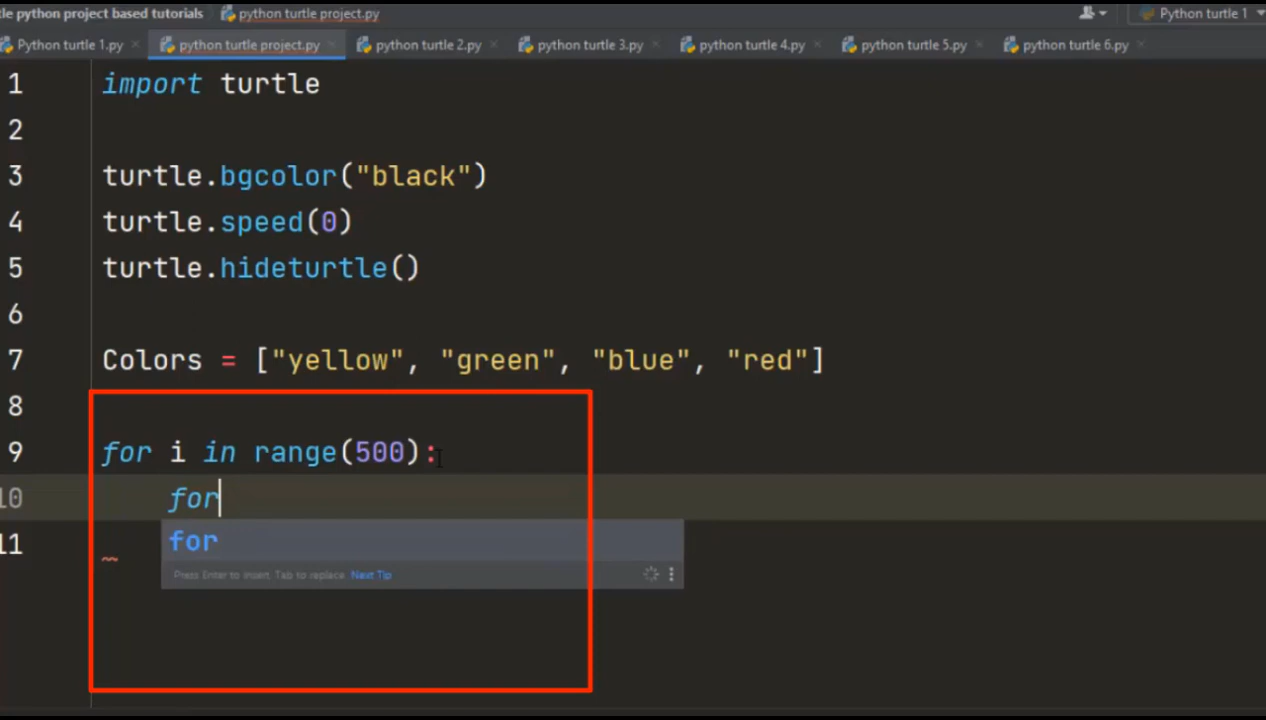 tle python project based tutorials python turtle project.py Python turtle 1
Python turtle 1.py python turtle project.py python turtle 2.py python turtle 3.py python turtle 4.py python turtle 5.py python turtle 6.py
1 import turtle
2
3 turtle.bgcolor("black")
4 turtle.speed(0)
5 turtle.hideturtle()
6
7 Colors = ["yellow", "green", "blue", "red"]
8
9 for i in range(500):
10 for
for
11
Press Enter to insert, Tab to replace Next Tip